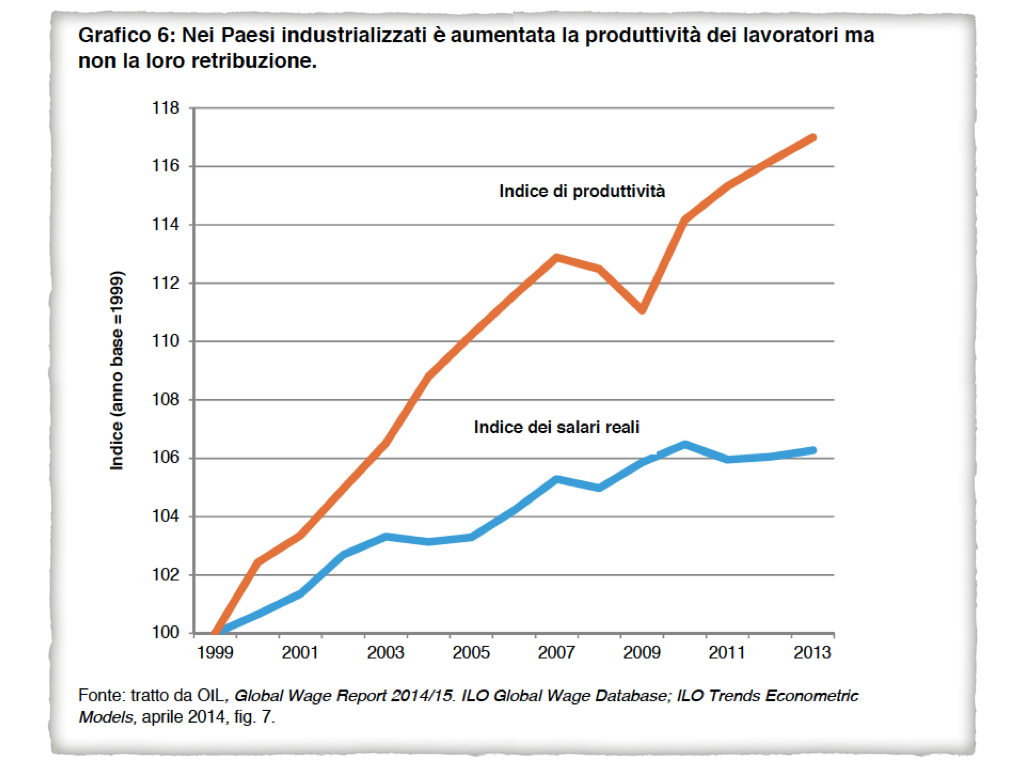 Grafico 6: Nei Paesi industrializzati è aumentata la produttività dei lavoratori ma
non la loro retribuzione.
118
116
114
112
110
108
106
104
102
100
Indice (anno base =1999)
Indice di produttività
Indice dei salari reali
1999 2001 2003 2005 2007 2009 2011 2013
Fonte: tratto da OIL, Global Wage Report 2014/15. ILO Global Wage Database; ILO Trends Econometric
Models, aprile 2014, fig. 7.